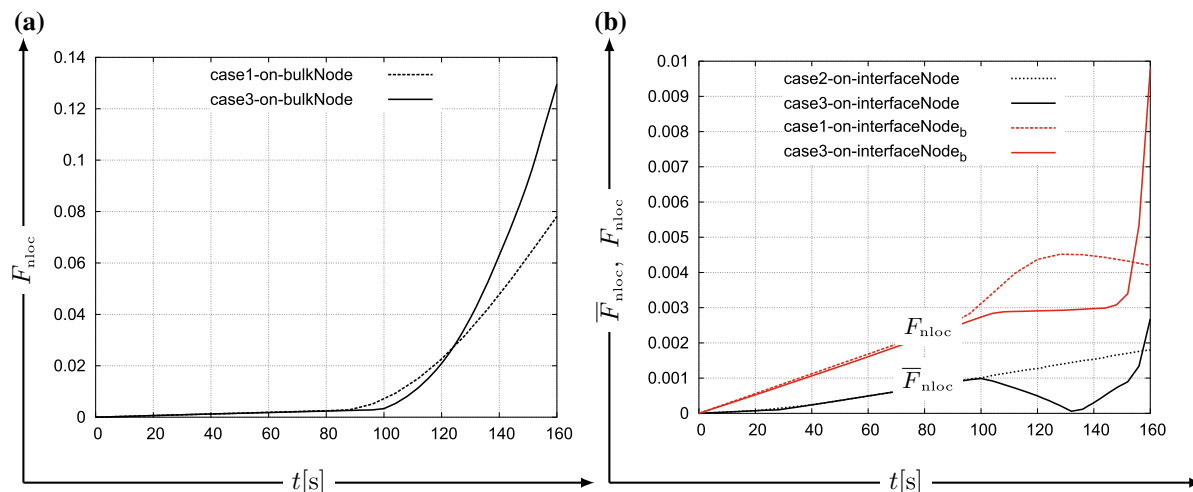 (a)
0.14
0.12
0.1
0.08
0.06
0.04
0.02
0
case1-on-bulkNode
case3-on-bulkNode
F_nloc
0 20 40 60 80 100 120 140 160
t[s]
(b)
0.01
0.009
0.008
0.007
0.006
0.005
0.004
0.003
0.002
0.001
0
case2-on-interfaceNode
case3-on-interfaceNode
case1-on-interfaceNode_b
case3-on-interfaceNode_b
F̅_nloc, F_nloc
F_nloc
F̅_nloc
0 20 40 60 80 100 120 140 160
t[s]